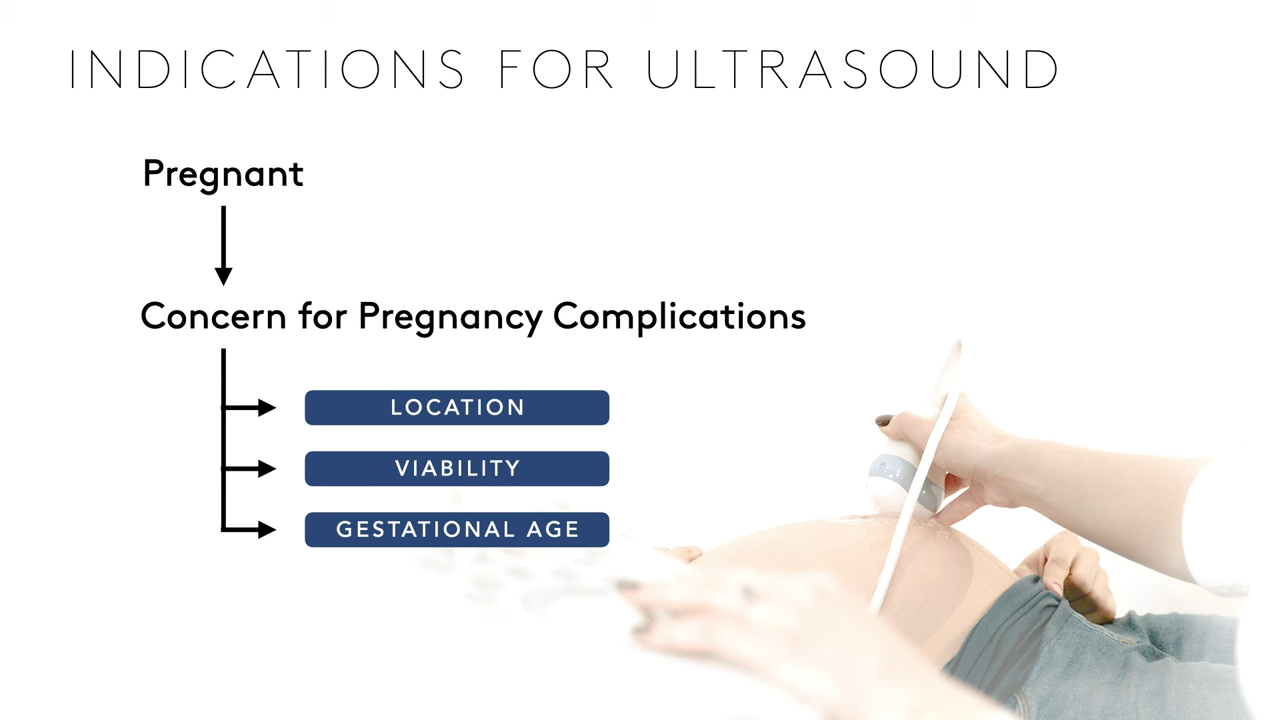 INDICATIONS FOR ULTRASOUND
Pregnant
Concern for Pregnancy Complications
LOCATION
VIABILITY
GESTATIONAL AGE